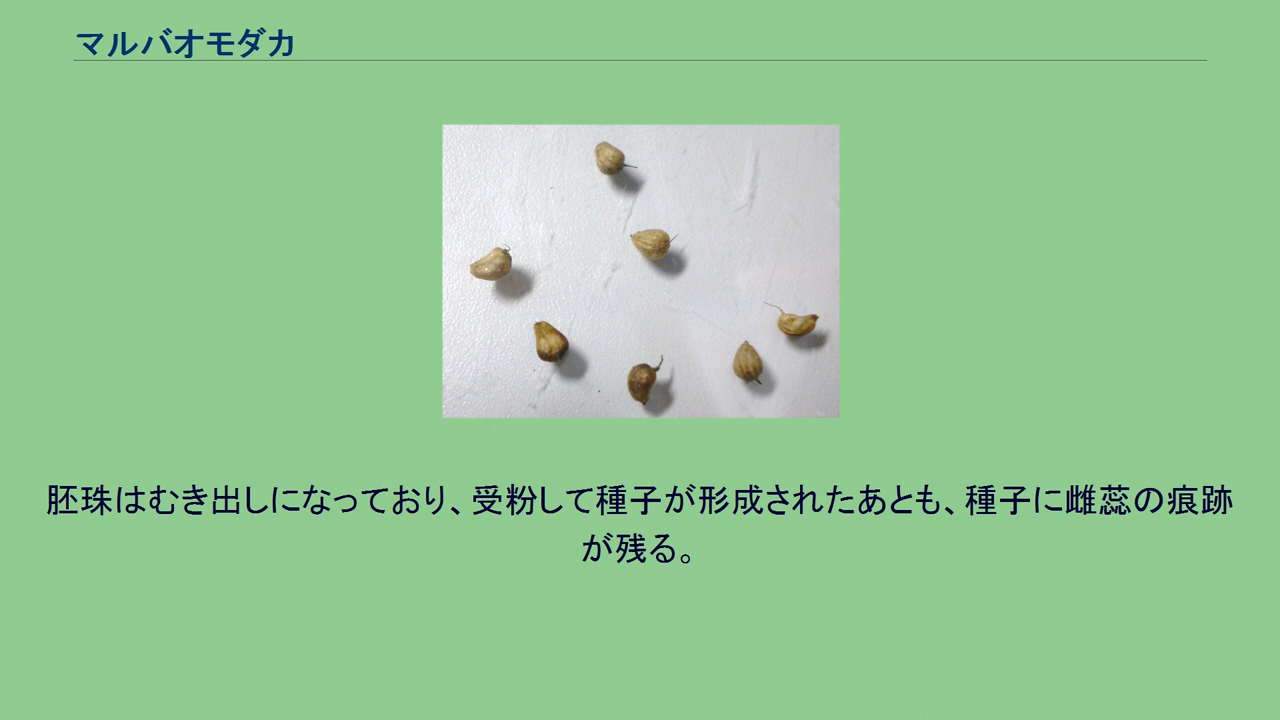 マルバオモダカ
胚珠はむき出しになっており、受粉して種子が形成されたあとも、種子に雌蕊の痕跡
が残る。